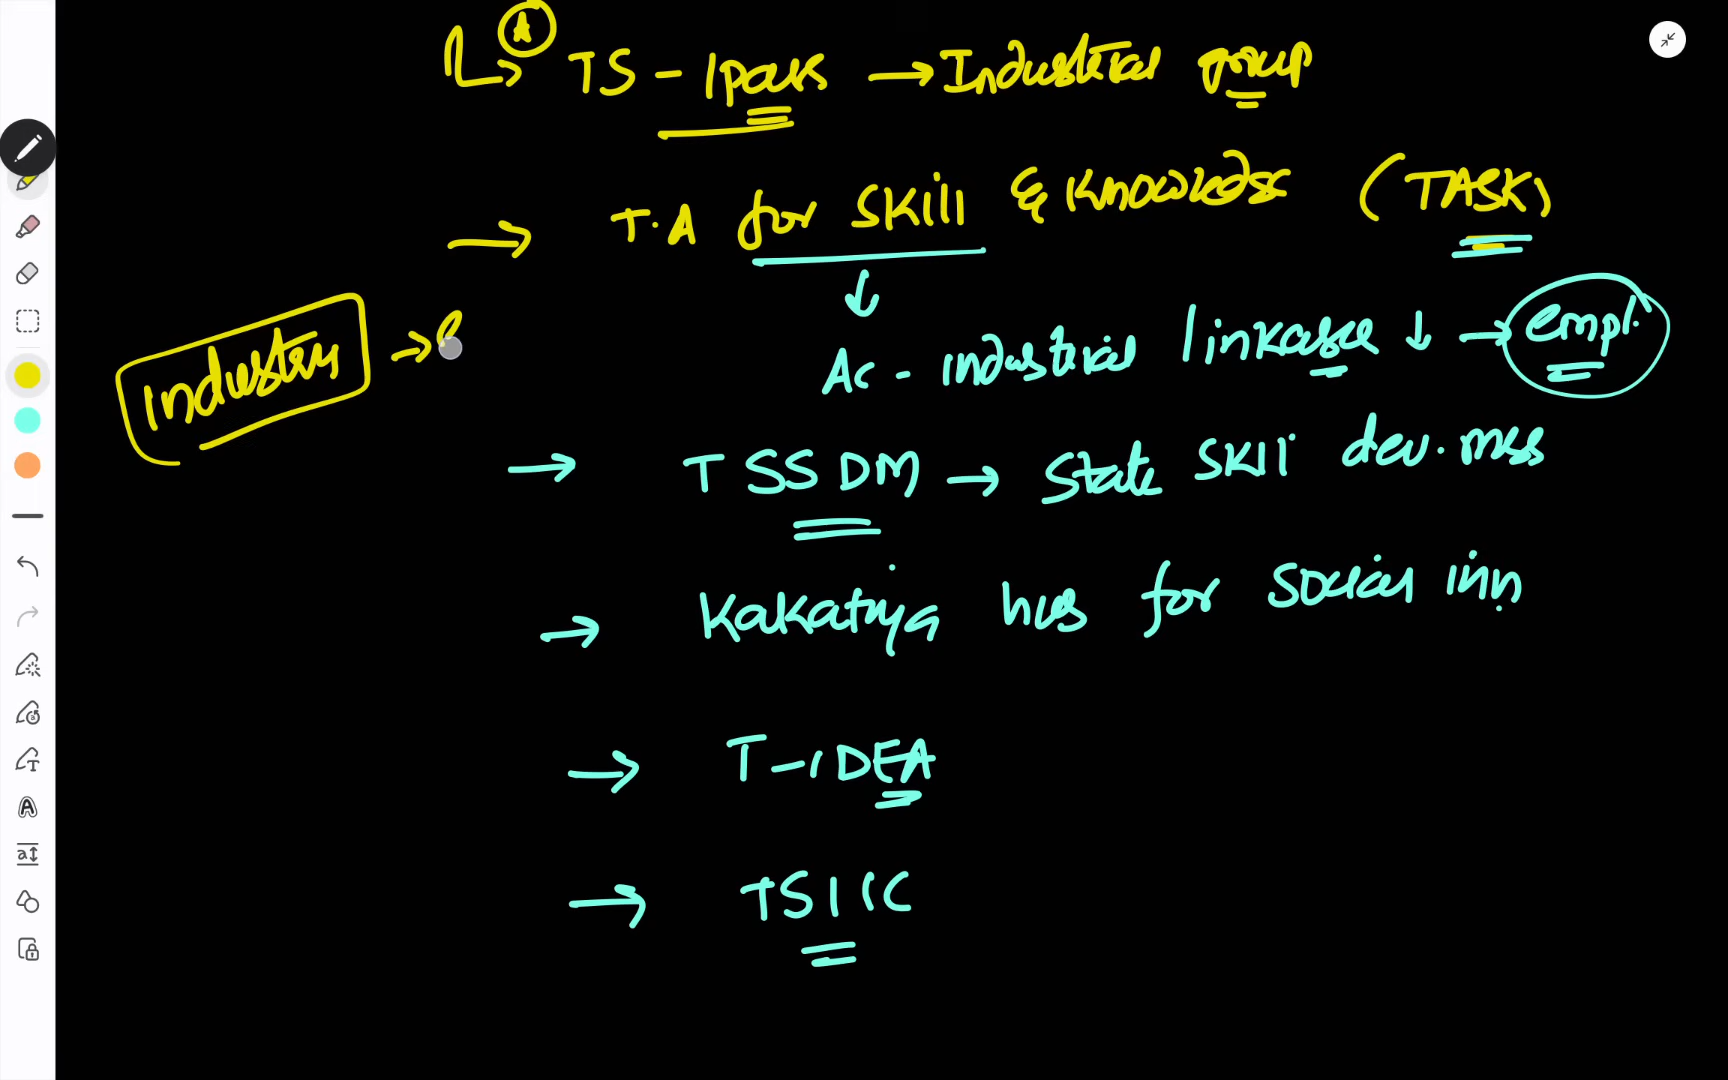 A
TS - Ipass → Industrial group
→ T.A for skill & knowledge (TASK)
Industry →
↓
Ac - industrial linkage ↓ → empl.
→ TSSDM → State skill dev. miss
→ Kakatiya hub for social inn
→ T-IDEA
→ TSIIC